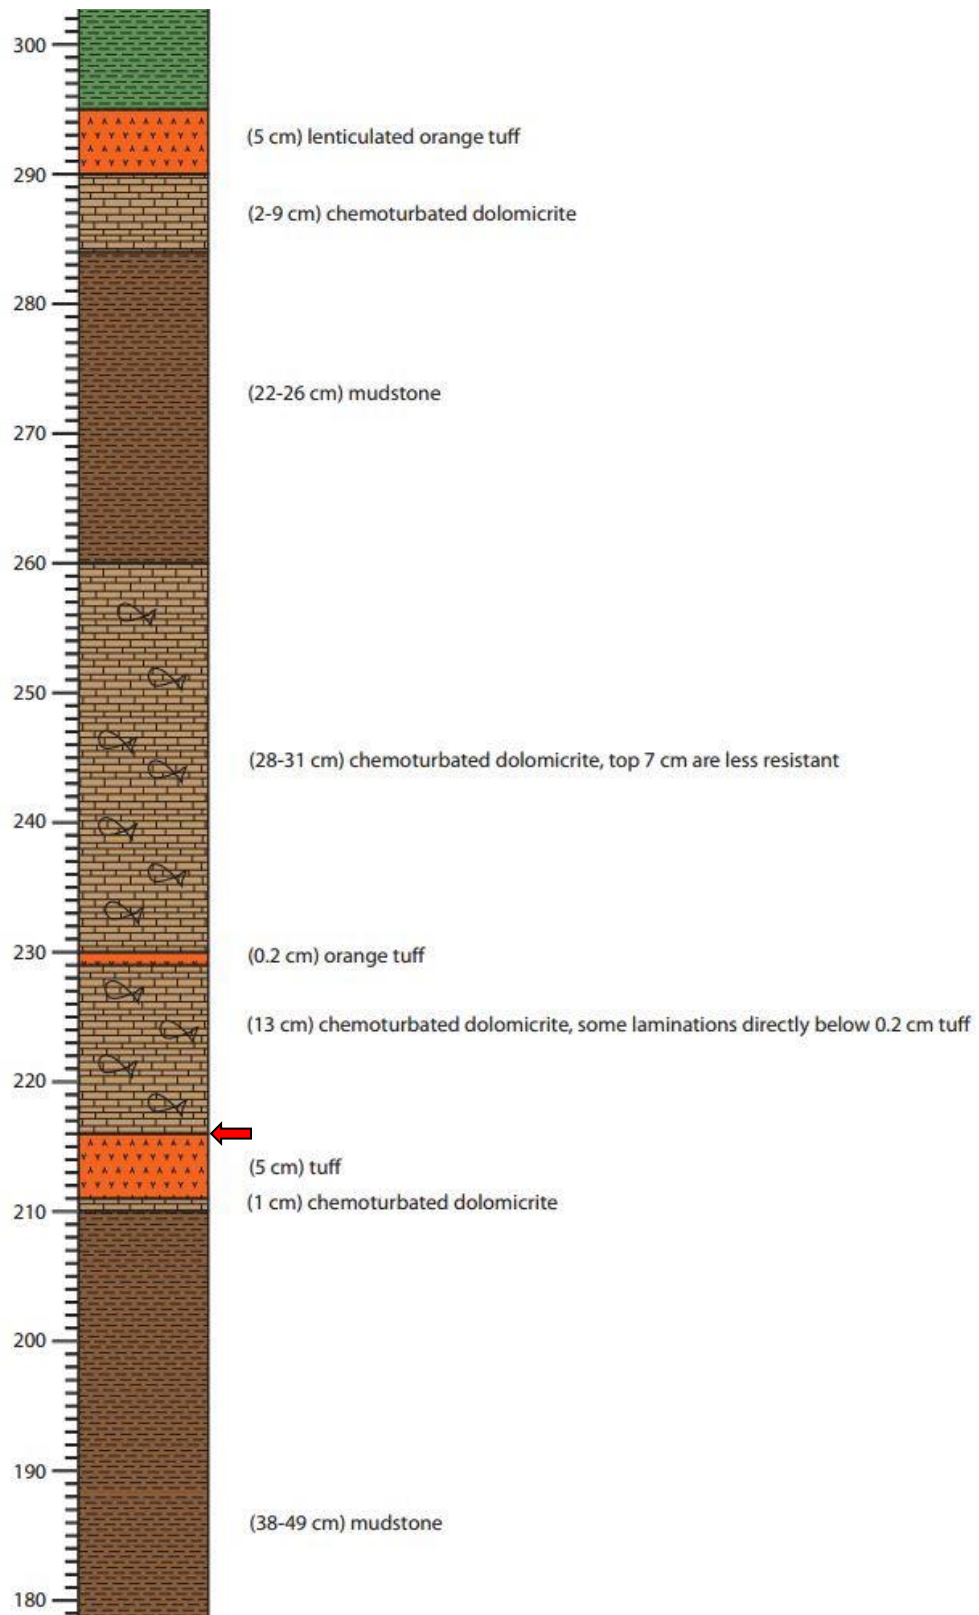 300
(5 cm) lenticulated orange tuff
290
(2-9 cm) chemoturbated dolomicrite
280
(22-26 cm) mudstone
270
260
250
(28-31 cm) chemoturbated dolomicrite, top 7 cm are less resistant
240
230
(0.2 cm) orange tuff
(13 cm) chemoturbated dolomicrite, some laminations directly below 0.2 cm tuff
220
(5 cm) tuff
(1 cm) chemoturbated dolomicrite
210
200
190
(38-49 cm) mudstone
180